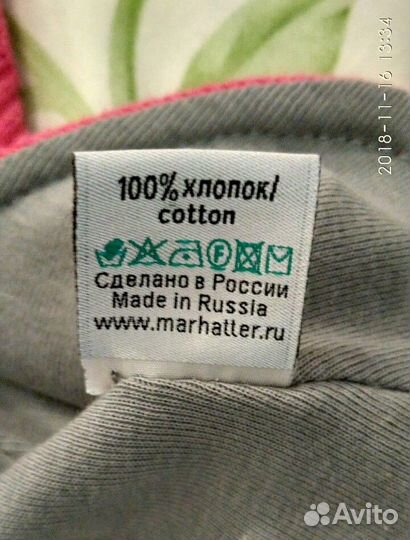 100% хлопок/
cotton
F
Сделано в России
Made in Russia
www.marhatter.ru
2018-11-16 13:34
Avito